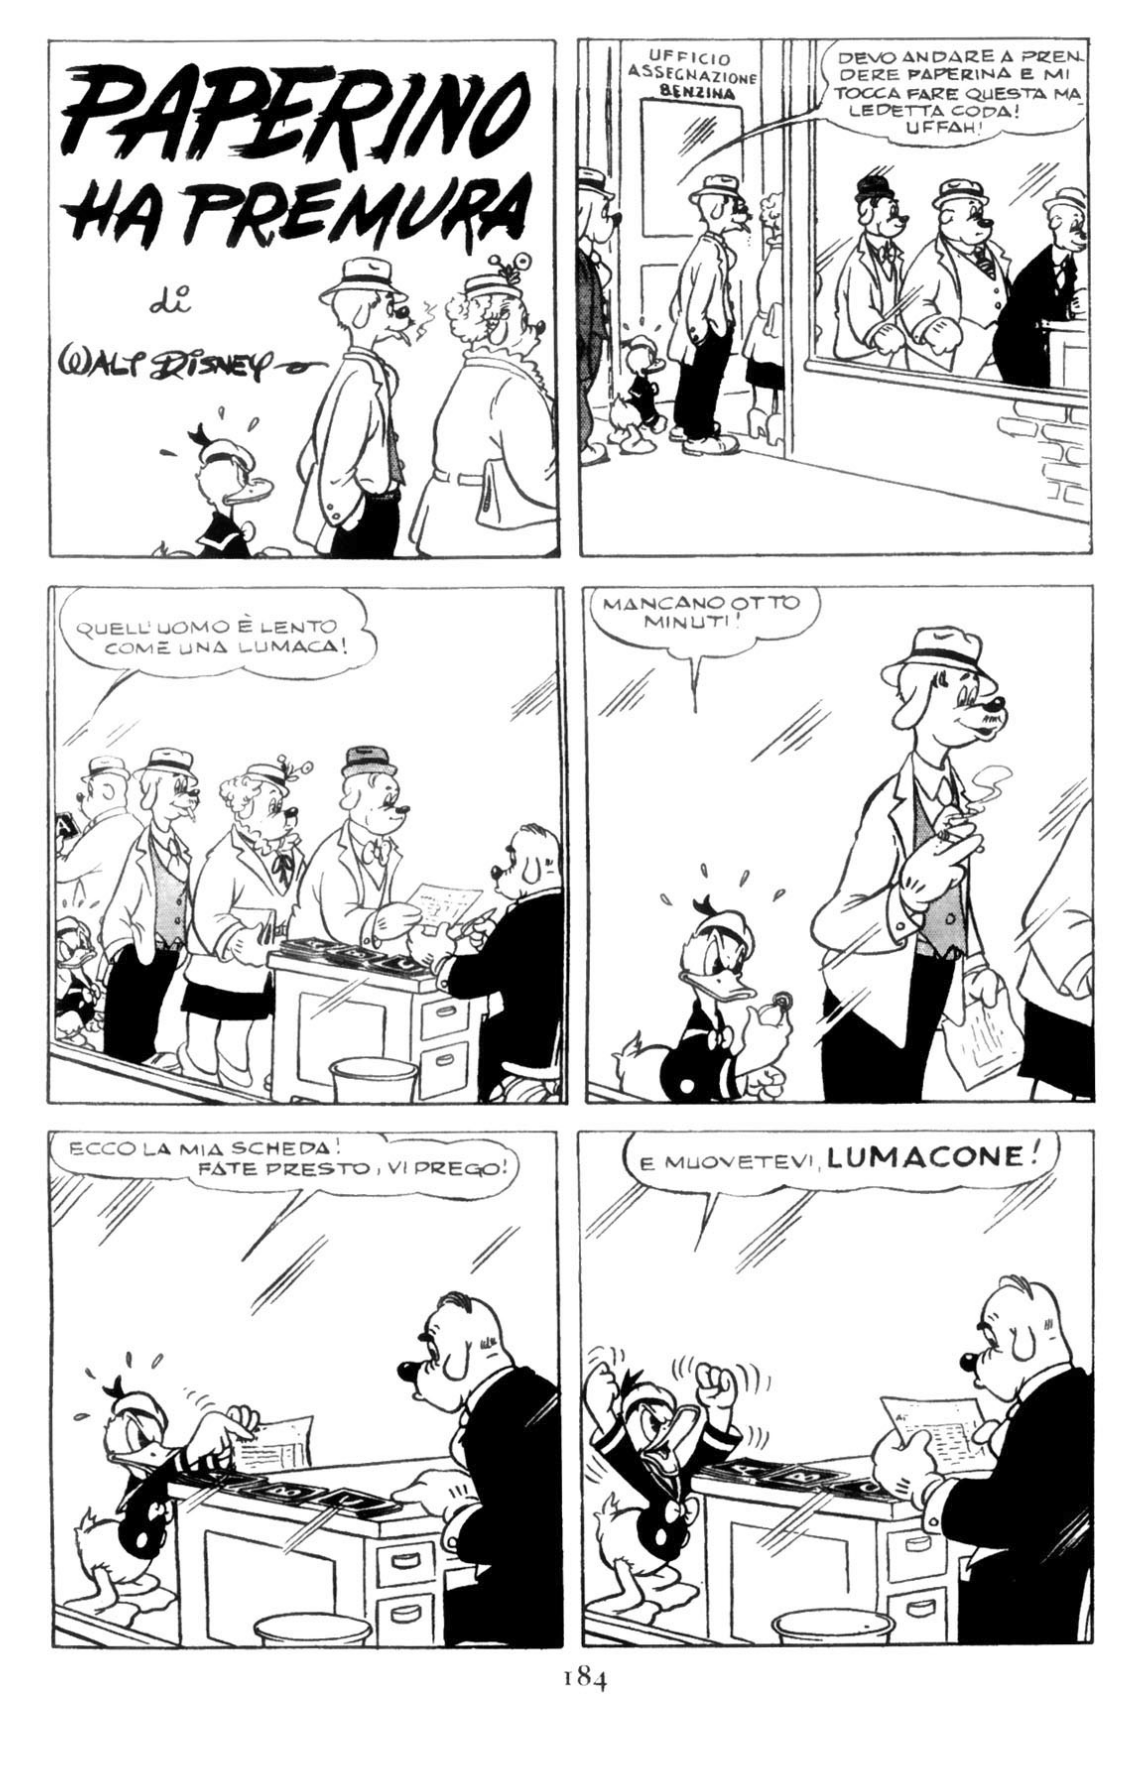 PAPERINO
HA PREMURA
di
WALT DISNEY
UFFICIO
ASSEGNAZIONE
BENZINA
DEVO ANDARE A PREN-
DERE PAPERINA E MI
TOCCA FARE QUESTA MA
LEDETTA CODA!
UFFAH!
QUELL'UOMO È LENTO
COME UNA LUMACA!
A
MANCANO OTTO
MINUTI!
ECCO LA MIA SCHEDA!
FATE PRESTO, VI PREGO!
E MUOVETEVI, LUMACONE!
184